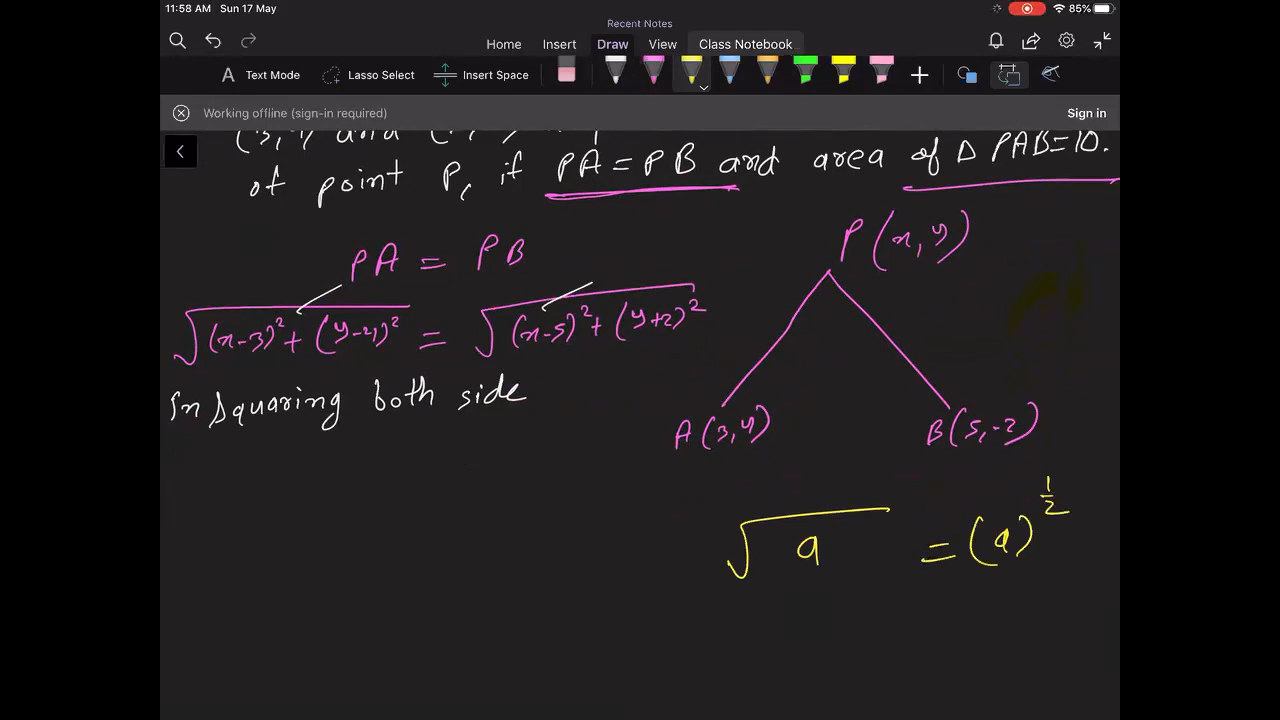 11:58 AM Sun 17 May
85%
Recent Notes
Home Insert Draw View Class Notebook
A Text Mode Lasso Select Insert Space
Working offline (sign-in required) Sign in
and
of point P, if PA = PB and area of Δ PAB=10.
P(x, y)
PA = PB
√(x-3)²+(y-4)² = √(x-5)²+(y+2)²
In squaring both side
A(3,4) B(5,-2)
√a = (a)^1/2